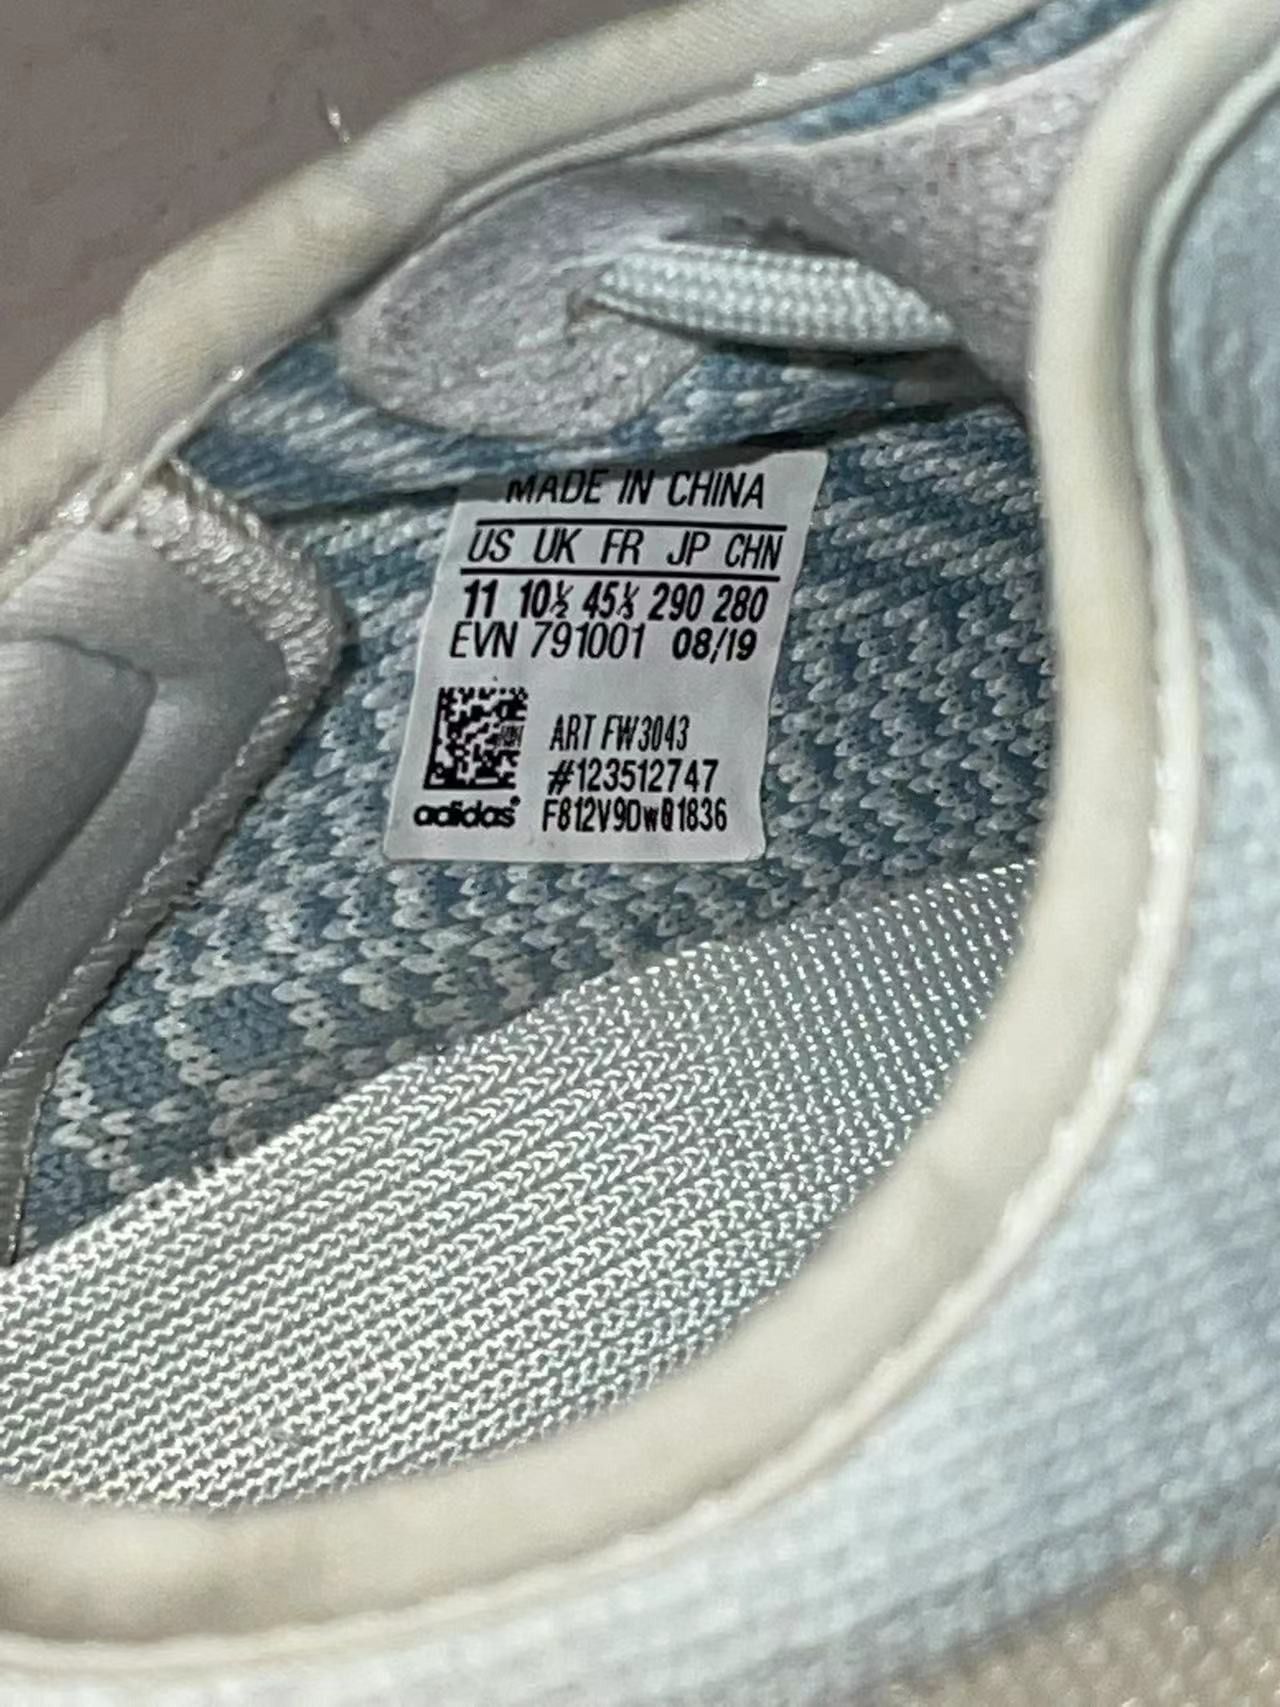 MADE IN CHINA
US UK FR JP CHN
11 10½ 45⅓ 290 280
EVN 791001 08/19
ART FW3043
#123512747
adidas® F812V9DwQ1836